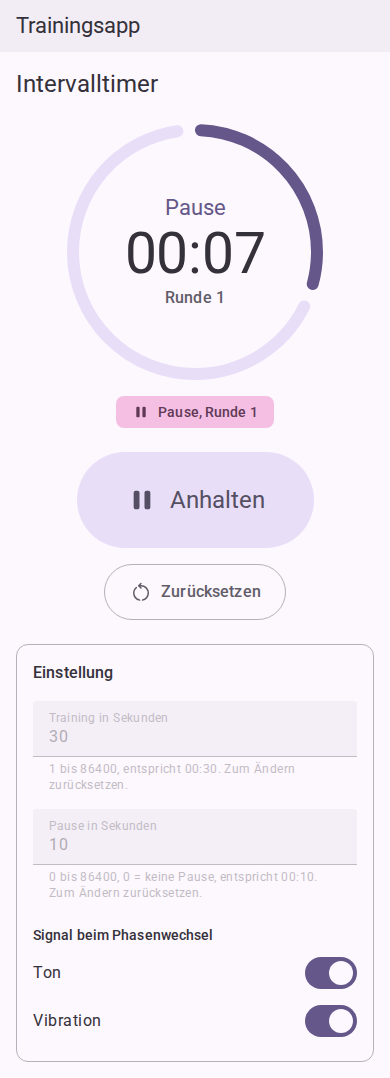 Trainingsapp
Intervalltimer
Pause
00:07
Runde 1
Pause, Runde 1
Anhalten
Zurücksetzen
Einstellung
Training in Sekunden
30
1 bis 86400, entspricht 00:30. Zum Ändern
zurücksetzen.
Pause in Sekunden
10
0 bis 86400, 0 = keine Pause, entspricht 00:10.
Zum Ändern zurücksetzen.
Signal beim Phasenwechsel
Ton
Vibration